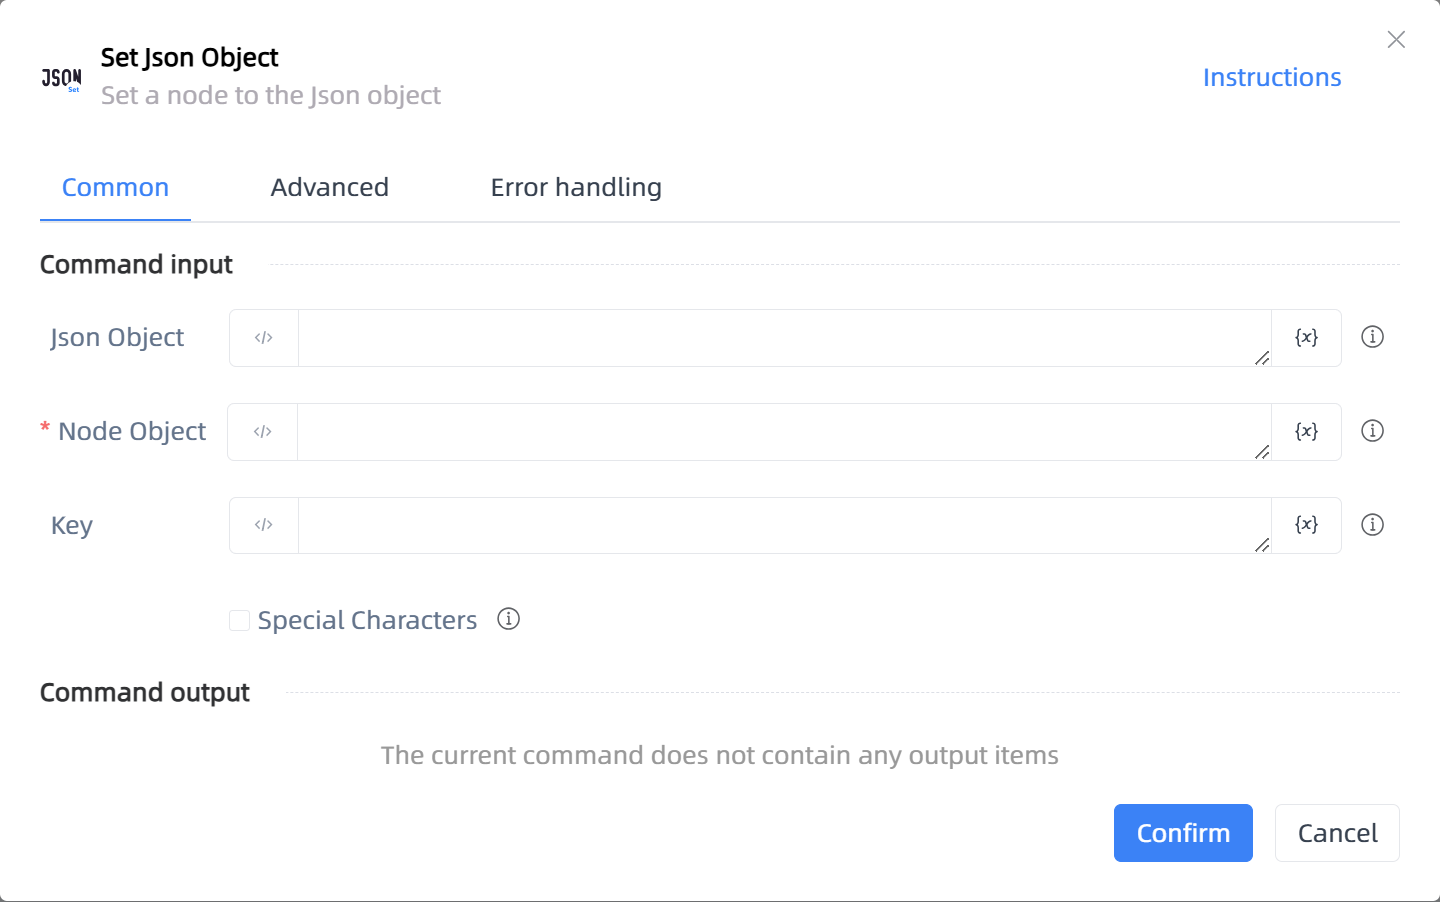 JSON
Set
Set Json Object
Set a node to the Json object
Instructions
Common Advanced Error handling
Command input
Json Object </> {x}
* Node Object </> {x}
Key </> {x}
Special Characters
Command output
The current command does not contain any output items
Confirm Cancel